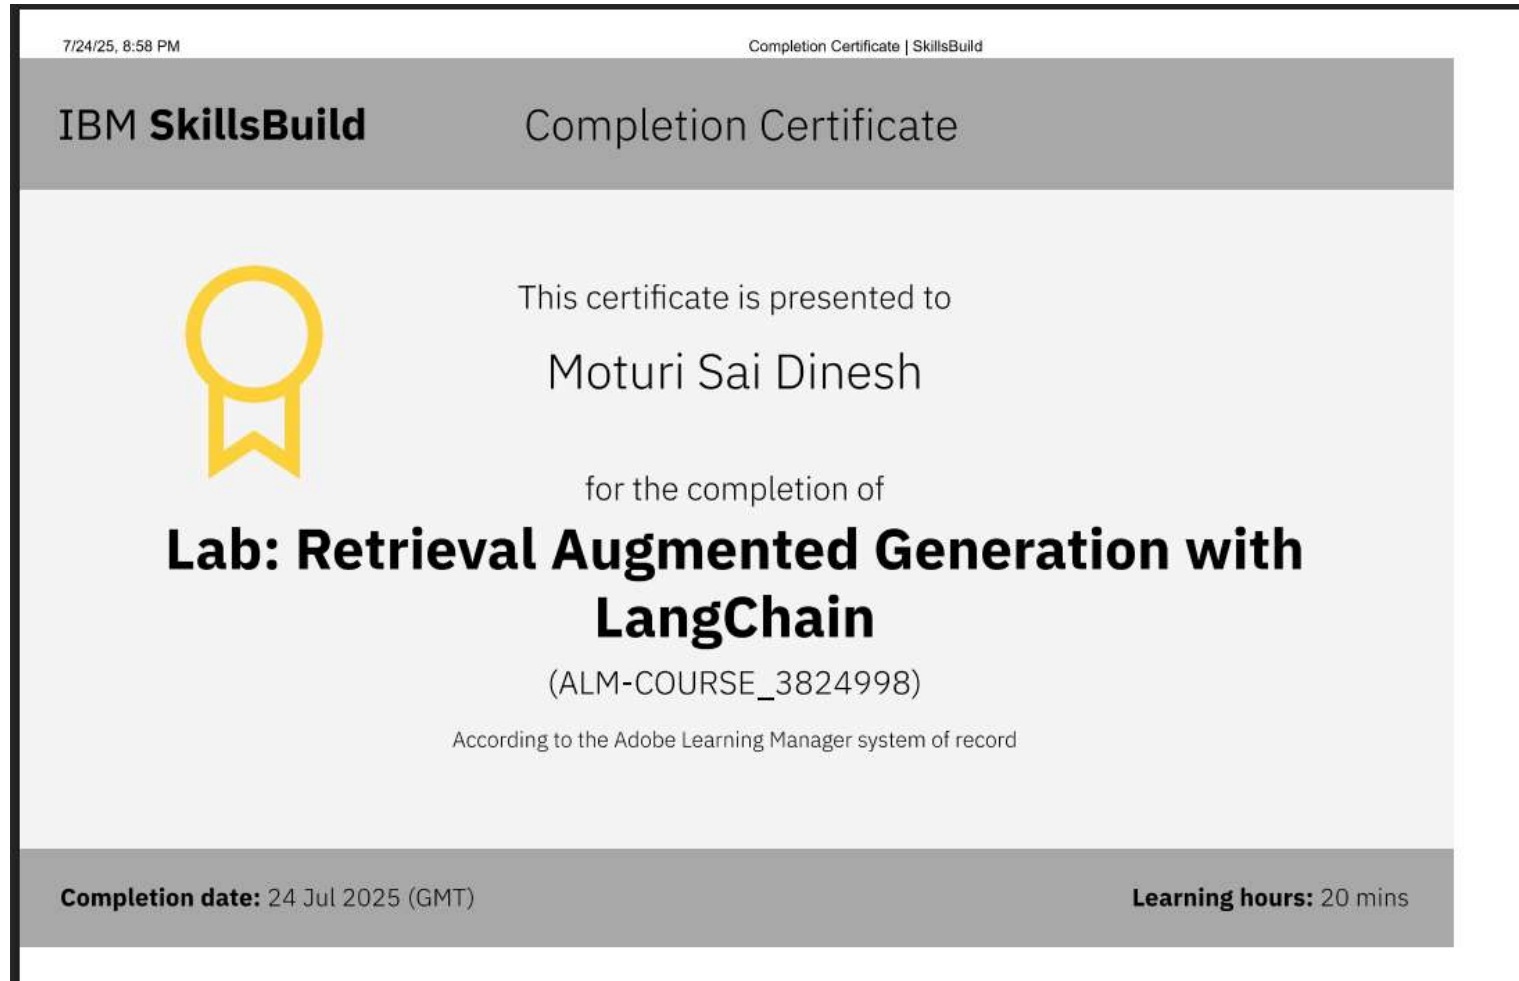 7/24/25, 8:58 PM
Completion Certificate | SkillsBuild
IBM SkillsBuild
Completion Certificate
This certificate is presented to
Moturi Sai Dinesh
for the completion of
Lab: Retrieval Augmented Generation with
LangChain
(ALM-COURSE_3824998)
According to the Adobe Learning Manager system of record
Completion date: 24 Jul 2025 (GMT)
Learning hours: 20 mins